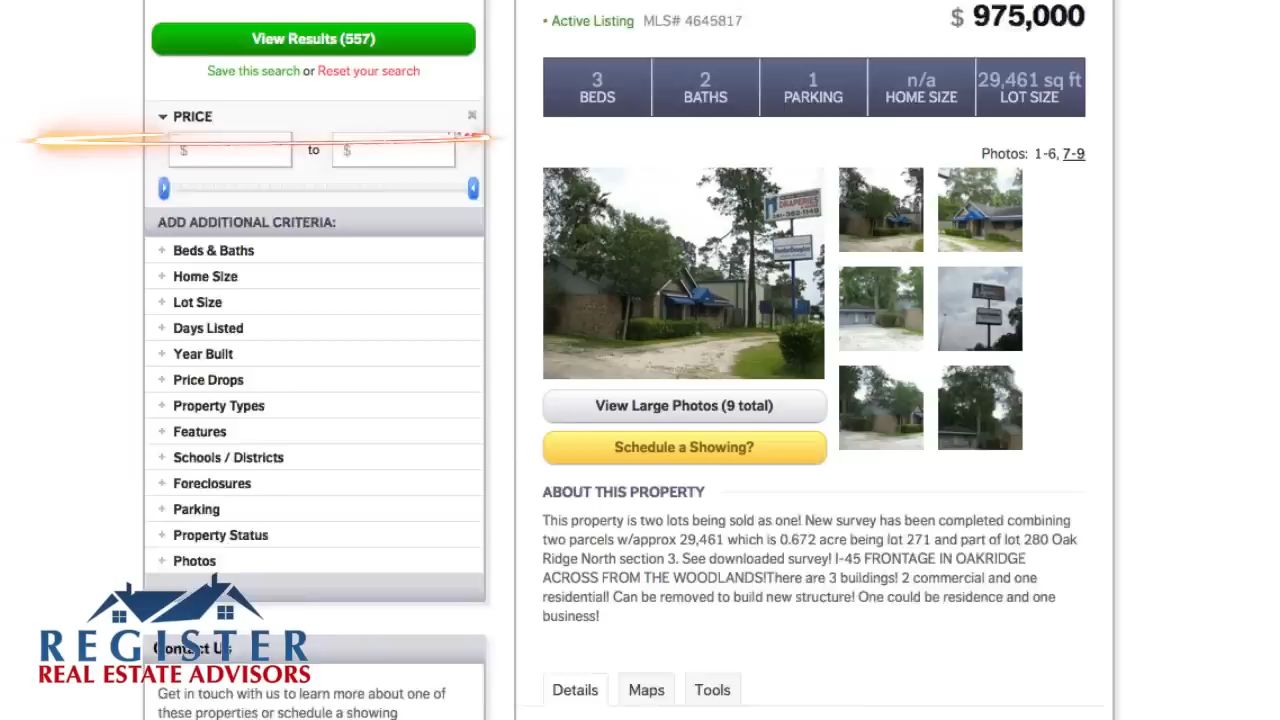 View Results (557)
Save this search or Reset your search
PRICE
$ to $
ADD ADDITIONAL CRITERIA:
Beds & Baths
Home Size
Lot Size
Days Listed
Year Built
Price Drops
Property Types
Features
Schools / Districts
Foreclosures
Parking
Property Status
Photos
Contact Us
Get in touch with us to learn more about one of
these properties or schedule a showing
REGISTER
REAL ESTATE ADVISORS
• Active Listing MLS# 4645817
$ 975,000
3 2 1 n/a 29,461 sq ft
BEDS BATHS PARKING HOME SIZE LOT SIZE
Photos: 1-6, 7-9
DRAPERIES
View Large Photos (9 total)
Schedule a Showing?
ABOUT THIS PROPERTY
This property is two lots being sold as one! New survey has been completed combining
two parcels w/approx 29,461 which is 0.672 acre being lot 271 and part of lot 280 Oak
Ridge North section 3. See downloaded survey! I-45 FRONTAGE IN OAKRIDGE
ACROSS FROM THE WOODLANDS!There are 3 buildings! 2 commercial and one
residential! Can be removed to build new structure! One could be residence and one
business!
Details Maps Tools